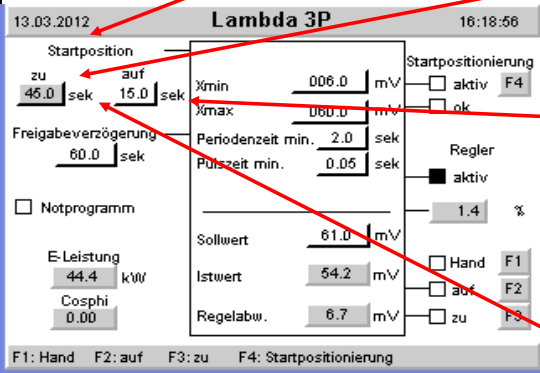 13.03.2012 Lambda 3P 16:18:56
Startposition
zu auf
45.0 sek 15.0 sek
Freigabeverzögerung
60.0 sek
Notprogramm
E-Leistung
44.4 kW
Cosphi
0.00
Xmin 006.0 mV
Xmax 060.0 mV
Periodenzeit min. 2.0 sek
Pulszeit min. 0.05 sek
Sollwert 61.0 mV
Istwert 54.2 mV
Regelabw. 6.7 mV
Startpositionierung
aktiv F4
ok
Regler
aktiv
1.4 %
Hand F1
auf F2
zu F3
F1: Hand F2: auf F3: zu F4: Startpositionierung